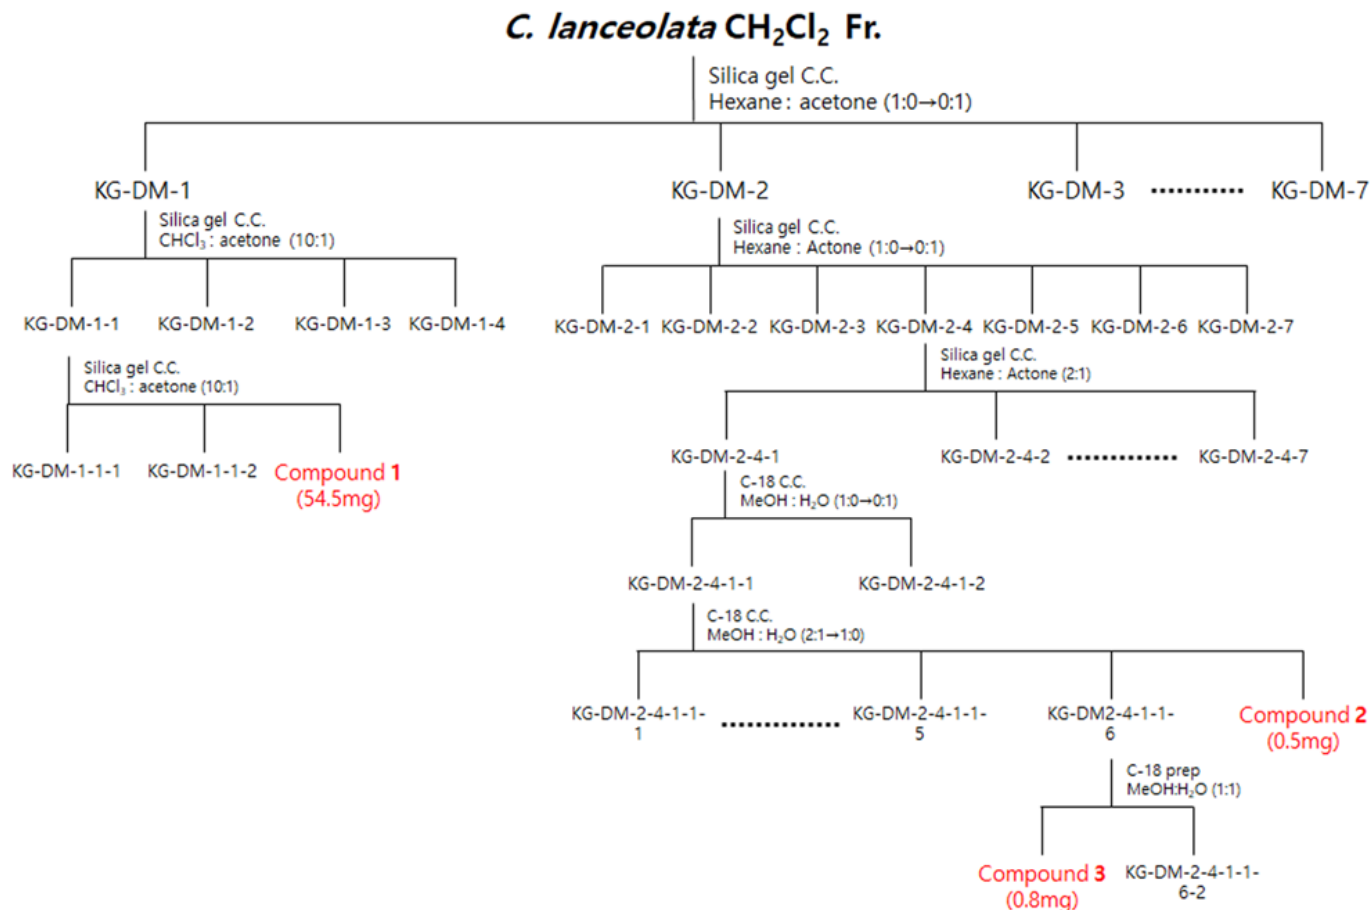 C. lanceolata CH₂Cl₂ Fr.
Silica gel C.C.
Hexane : acetone (1:0→0:1)
KG-DM-1
KG-DM-2
KG-DM-3 ············ KG-DM-7
Silica gel C.C.
CHCl₃ : acetone (10:1)
Silica gel C.C.
Hexane : Actone (1:0→0:1)
KG-DM-1-1
KG-DM-1-2
KG-DM-1-3
KG-DM-1-4
KG-DM-2-1
KG-DM-2-2
KG-DM-2-3
KG-DM-2-4
KG-DM-2-5
KG-DM-2-6
KG-DM-2-7
Silica gel C.C.
CHCl₃ : acetone (10:1)
Silica gel C.C.
Hexane : Actone (2:1)
KG-DM-1-1-1
KG-DM-1-1-2
Compound 1
(54.5mg)
KG-DM-2-4-1
KG-DM-2-4-2 ············ KG-DM-2-4-7
C-18 C.C.
MeOH : H₂O (1:0→0:1)
KG-DM-2-4-1-1
KG-DM-2-4-1-2
C-18 C.C.
MeOH : H₂O (2:1→1:0)
KG-DM-2-4-1-1-
1
············
KG-DM-2-4-1-1-
5
KG-DM2-4-1-1-
6
Compound 2
(0.5mg)
C-18 prep
MeOH:H₂O (1:1)
Compound 3
(0.8mg)
KG-DM-2-4-1-1-
6-2